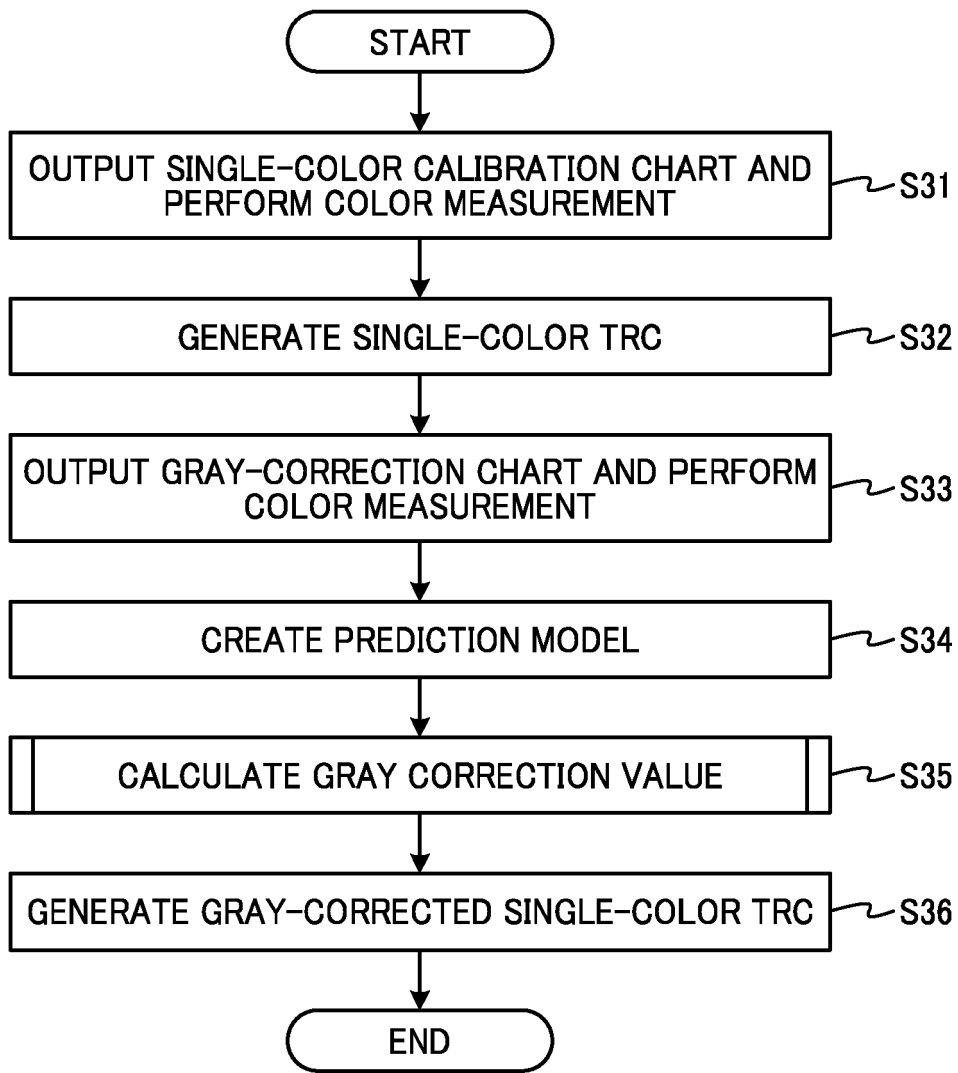 START
OUTPUT SINGLE-COLOR CALIBRATION CHART AND
PERFORM COLOR MEASUREMENT
S31
GENERATE SINGLE-COLOR TRC
S32
OUTPUT GRAY-CORRECTION CHART AND PERFORM
COLOR MEASUREMENT
S33
CREATE PREDICTION MODEL
S34
CALCULATE GRAY CORRECTION VALUE
S35
GENERATE GRAY-CORRECTED SINGLE-COLOR TRC
S36
END